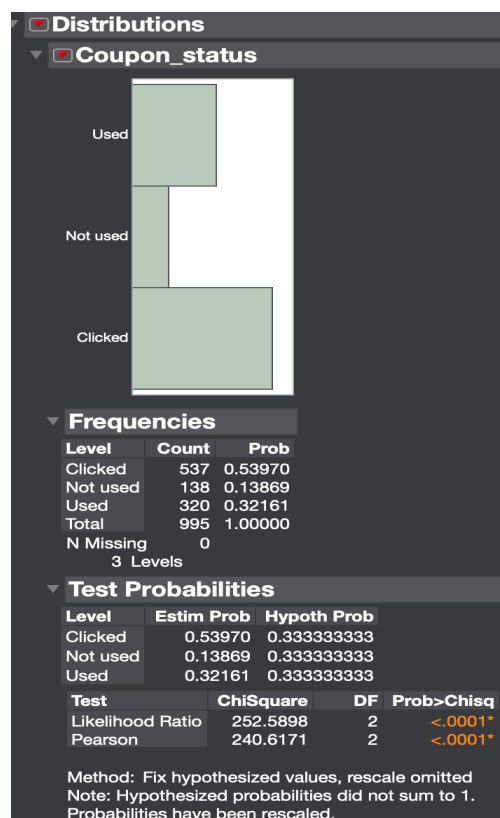 Distributions
Coupon_status
Used
Not used
Clicked
Frequencies
Level Count Prob
Clicked 537 0.53970
Not used 138 0.13869
Used 320 0.32161
Total 995 1.00000
N Missing 0
3 Levels
Test Probabilities
Level Estim Prob Hypoth Prob
Clicked 0.53970 0.333333333
Not used 0.13869 0.333333333
Used 0.32161 0.333333333
Test ChiSquare DF Prob>Chisq
Likelihood Ratio 252.5898 2 <.0001*
Pearson 240.6171 2 <.0001*
Method: Fix hypothesized values, rescale omitted
Note: Hypothesized probabilities did not sum to 1.
Probabilities have been rescaled.